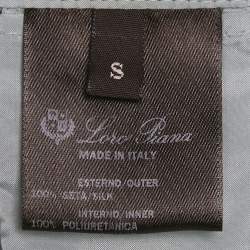 S
Loro Piana
MADE IN ITALY
ESTERNO/OUTER
100% SETA/SILK
INTERNO/INNER
100% POLIURETANICA